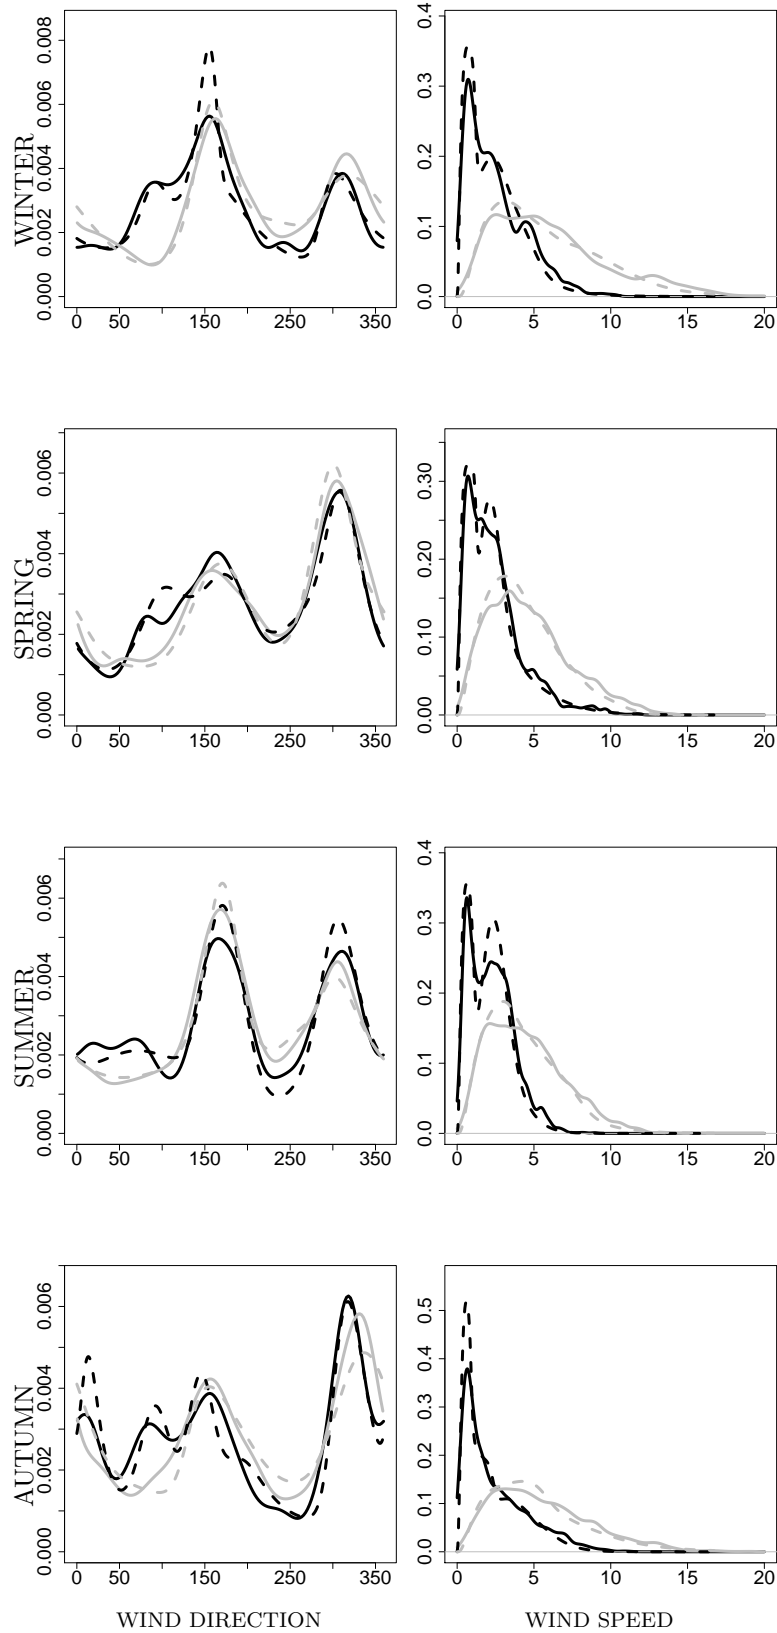 WINTER
0.000 0.002 0.004 0.006 0.008
0 50 150 250 350
0.0 0.1 0.2 0.3 0.4
0 5 10 15 20
SPRING
0.000 0.002 0.004 0.006
0 50 150 250 350
0.00 0.10 0.20 0.30
0 5 10 15 20
SUMMER
0.000 0.002 0.004 0.006
0 50 150 250 350
0.0 0.1 0.2 0.3 0.4
0 5 10 15 20
AUTUMN
0.000 0.002 0.004 0.006
0 50 150 250 350
0.0 0.1 0.2 0.3 0.4 0.5
0 5 10 15 20
WIND DIRECTION
WIND SPEED